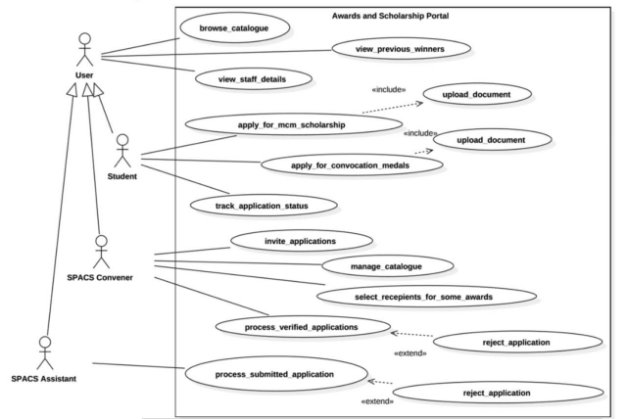 Awards and Scholarship Portal
browse_catalogue
view_previous_winners
User
view_staff_details
«include»
upload_document
apply_for_mcm_scholarship
«include»
upload_document
apply_for_convocation_medals
Student
track_application_status
invite_applications
manage_catalogue
SPACS Convener
select_recepients_for_some_awards
process_verified_applications
reject_application
«extend»
SPACS Assistant
process_submitted_application
reject_application
«extend»